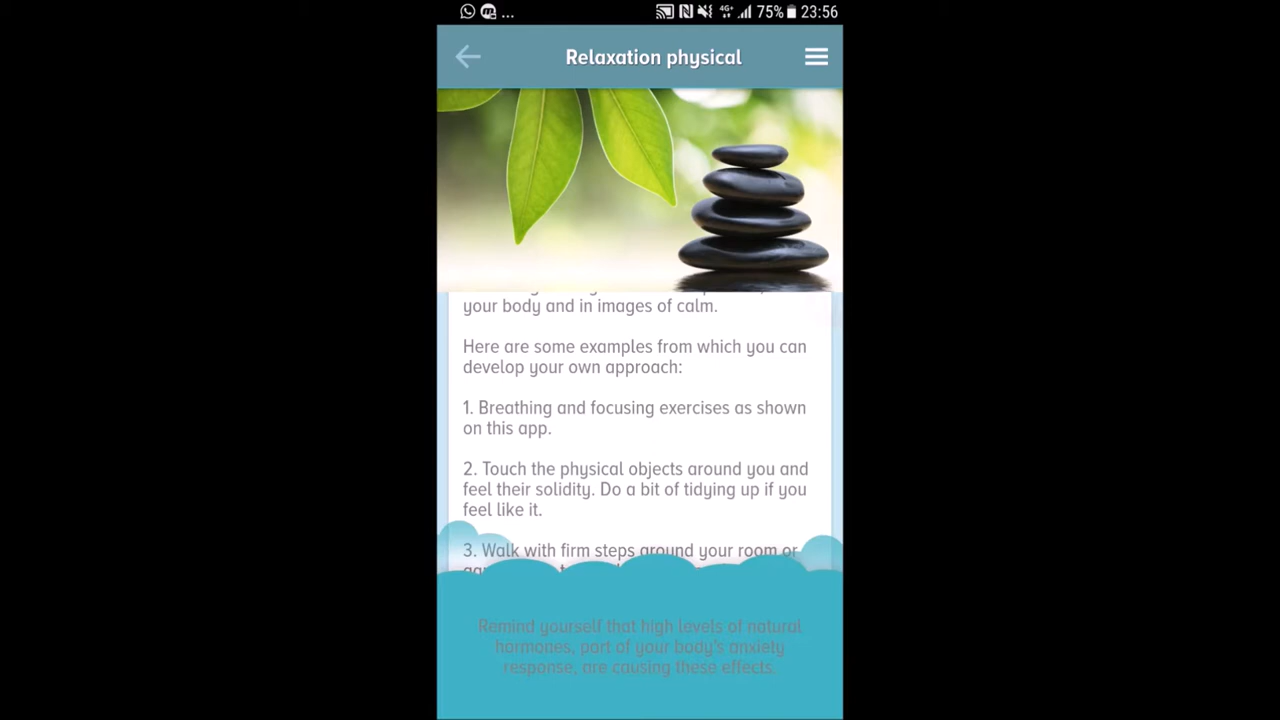 ... 4G+ 75% 23:56
Relaxation physical
your body and in images of calm.
Here are some examples from which you can
develop your own approach:
1. Breathing and focusing exercises as shown
on this app.
2. Touch the physical objects around you and
feel their solidity. Do a bit of tidying up if you
feel like it.
3. Walk with firm steps around your room or
Remind yourself that high levels of natural
hormones, part of your body's anxiety
response, are causing these effects.